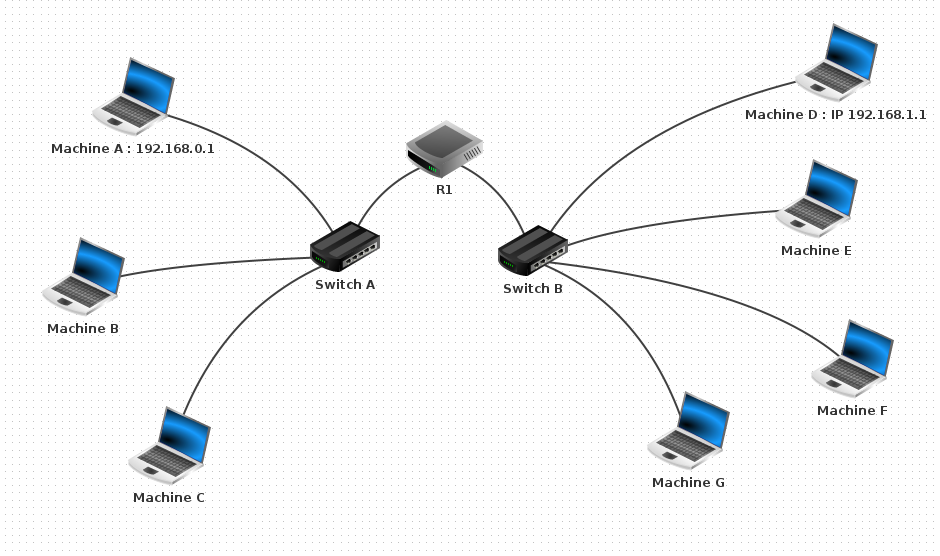 Machine A : 192.168.0.1
Machine D : IP 192.168.1.1
R1
Machine E
Switch A
Switch B
Machine B
Machine F
Machine G
Machine C